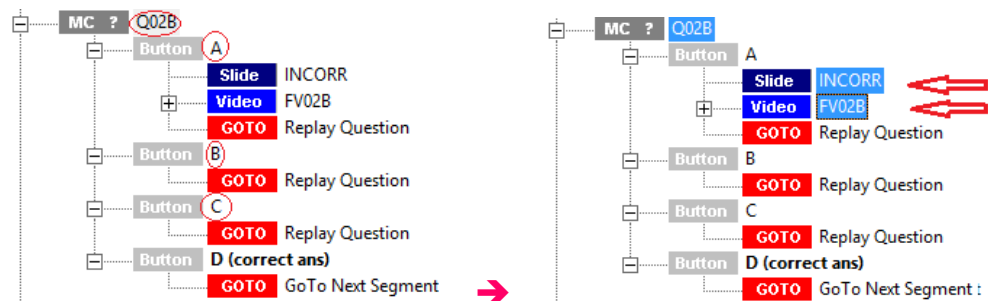 MC ? Q02B
Button A
Slide INCORR
Video FV02B
GOTO Replay Question
Button B
GOTO Replay Question
Button C
GOTO Replay Question
Button D (correct ans)
GOTO GoTo Next Segment
MC ? Q02B
Button A
Slide INCORR
Video FV02B
GOTO Replay Question
Button B
GOTO Replay Question
Button C
GOTO Replay Question
Button D (correct ans)
GOTO GoTo Next Segment :